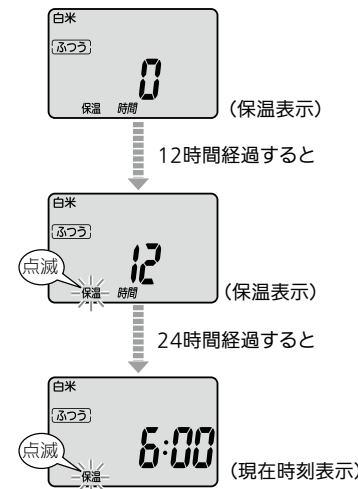 白米
ふつう
0
保温 時間
(保温表示)
12時間経過すると
白米
ふつう
12
点滅
保温 時間
(保温表示)
24時間経過すると
白米
ふつう
6:00
点滅
保温
(現在時刻表示)